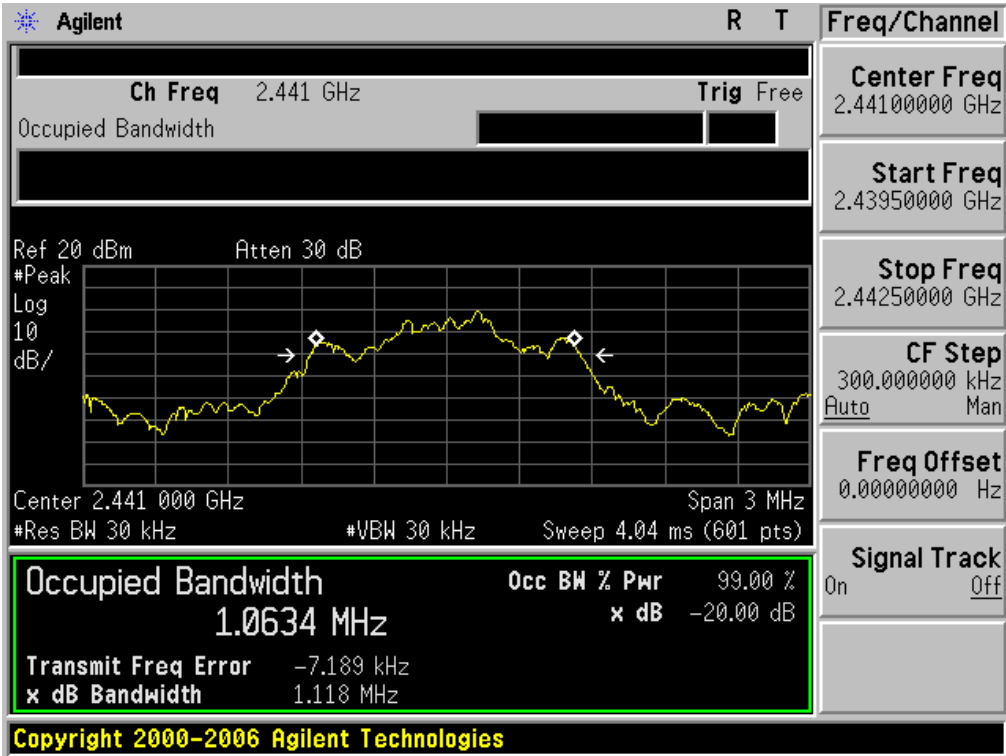 Agilent R T
Freq/Channel
Ch Freq 2.441 GHz Trig Free
Occupied Bandwidth
Center Freq
2.44100000 GHz
Start Freq
2.43950000 GHz
Stop Freq
2.44250000 GHz
CF Step
300.000000 kHz
Auto Man
Freq Offset
0.00000000 Hz
Signal Track
On Off
Ref 20 dBm Atten 30 dB
#Peak
Log
10
dB/
Center 2.441 000 GHz Span 3 MHz
#Res BW 30 kHz #VBW 30 kHz Sweep 4.04 ms (601 pts)
Occupied Bandwidth
1.0634 MHz
Occ BW % Pwr 99.00 %
x dB -20.00 dB
Transmit Freq Error -7.189 kHz
x dB Bandwidth 1.118 MHz
Copyright 2000-2006 Agilent Technologies